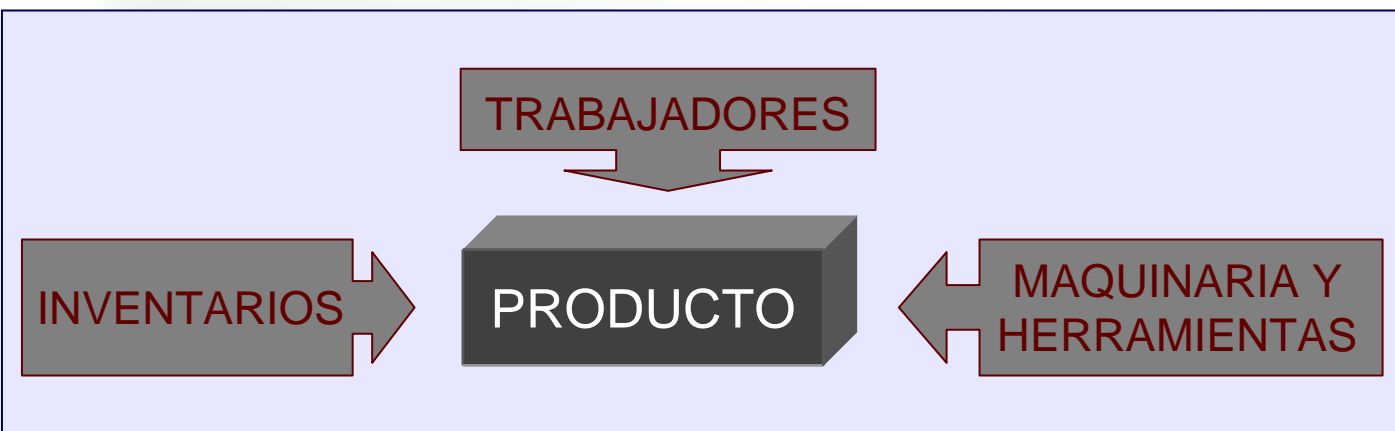 TRABAJADORES
INVENTARIOS
PRODUCTO
MAQUINARIA Y
HERRAMIENTAS